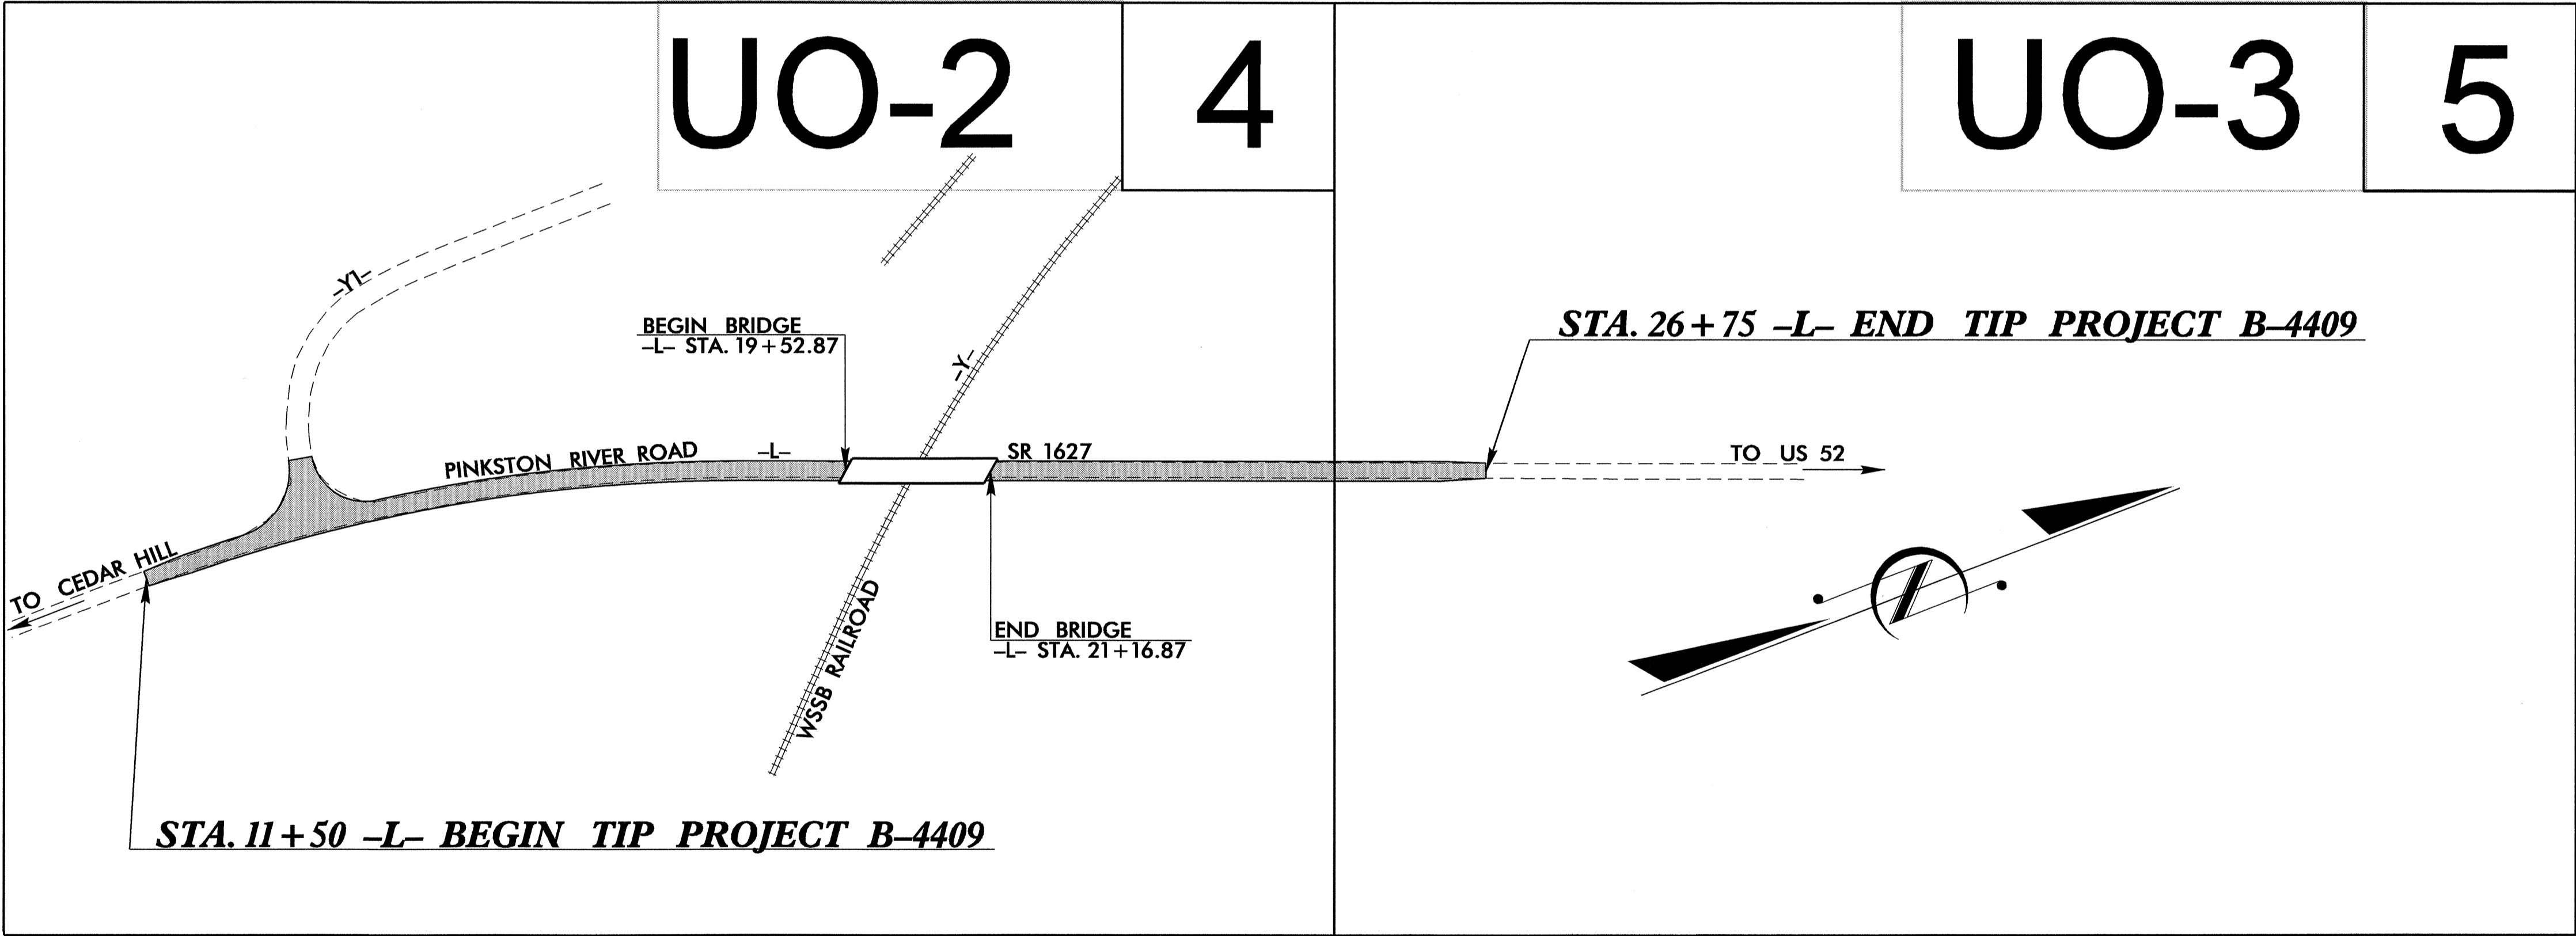 UO-2
4
UO-3
5
-Y1-
BEGIN BRIDGE
-L- STA. 19+52.87
-Y-
STA. 26+75 -L- END TIP PROJECT B-4409
PINKSTON RIVER ROAD
-L-
SR 1627
TO US 52
TO CEDAR HILL
WSSB RAILROAD
END BRIDGE
-L- STA. 21+16.87
STA. 11+50 -L- BEGIN TIP PROJECT B-4409